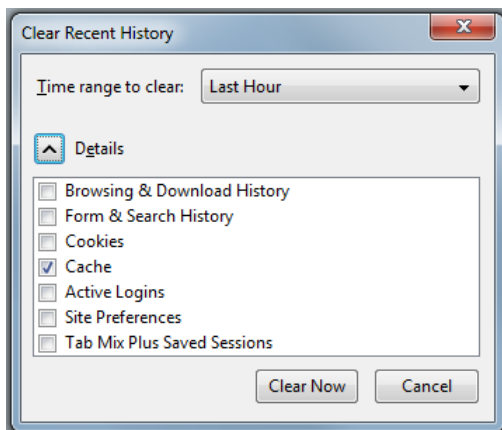 Clear Recent History
Time range to clear: Last Hour
Details
Browsing & Download History
Form & Search History
Cookies
Cache
Active Logins
Site Preferences
Tab Mix Plus Saved Sessions
Clear Now Cancel